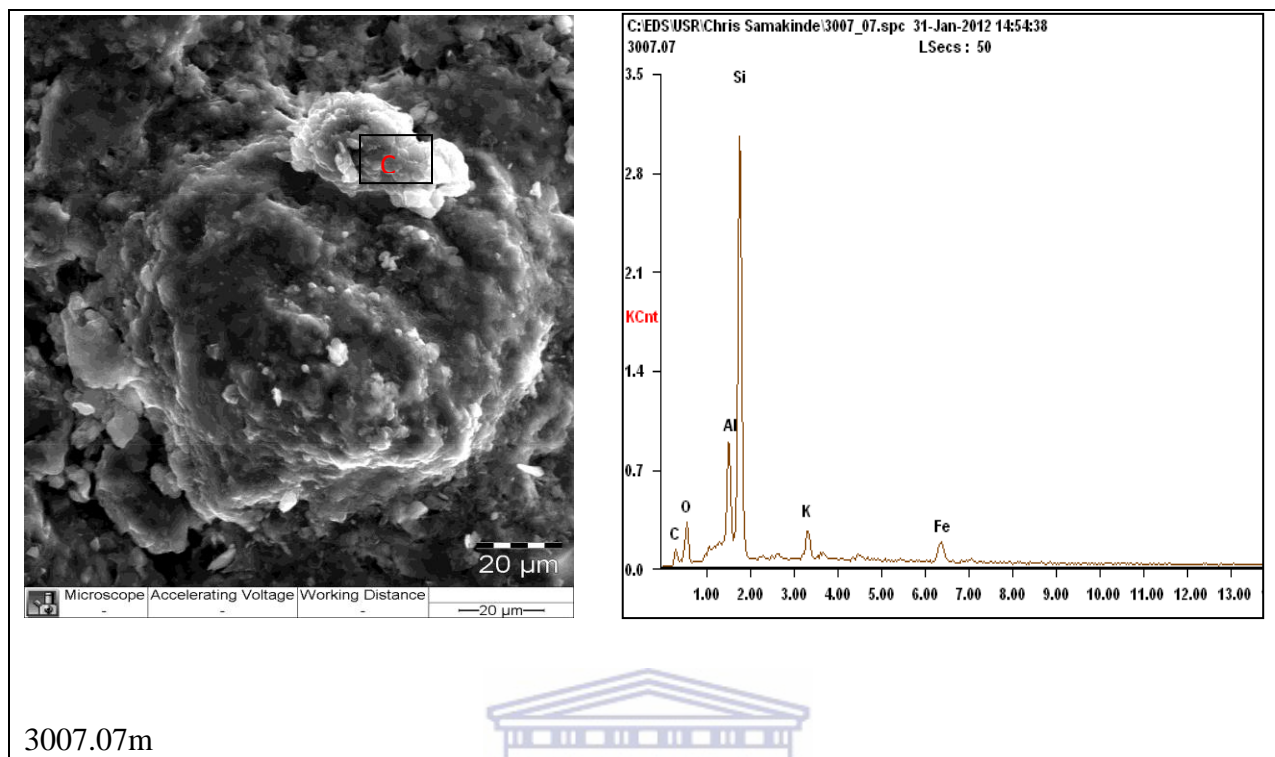 C
20 µm
Microscope Accelerating Voltage Working Distance
- - - 20 µm
C:\EDS\USR\Chris Samakinde\3007_07.spc 31-Jan-2012 14:54:38
3007.07 LSecs : 50
3.5
2.8
2.1
KCnt
1.4
0.7
0.0
Si
Al
O
C
K
Fe
1.00 2.00 3.00 4.00 5.00 6.00 7.00 8.00 9.00 10.00 11.00 12.00 13.00
3007.07m